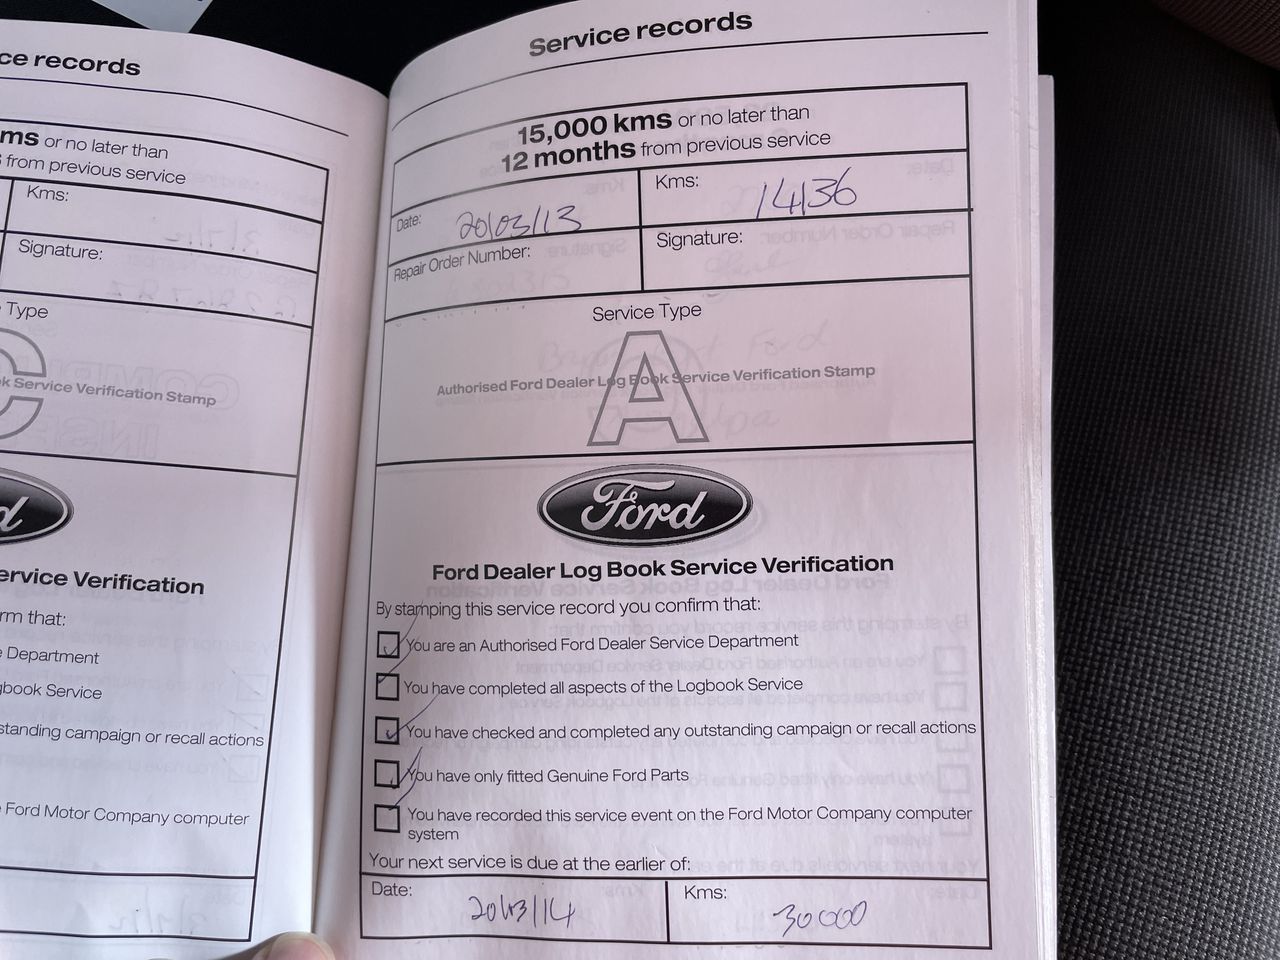 ce records
ms or no later than
from previous service
Kms:
Signature:
Type
C
k Service Verification Stamp
d
ervice Verification
rm that:
Department
gbook Service
standing campaign or recall actions
Ford Motor Company computer
Service records
15,000 kms or no later than
12 months from previous service
Date: 20/03/13
Kms: 14136
Repair Order Number:
Signature:
Service Type
A
Authorised Ford Dealer Log Book Service Verification Stamp
Ford
Ford Dealer Log Book Service Verification
By stamping this service record you confirm that:
You are an Authorised Ford Dealer Service Department
You have completed all aspects of the Logbook Service
You have checked and completed any outstanding campaign or recall actions
You have only fitted Genuine Ford Parts
You have recorded this service event on the Ford Motor Company computer
system
Your next service is due at the earlier of:
Date: 20/03/14
Kms: 30000